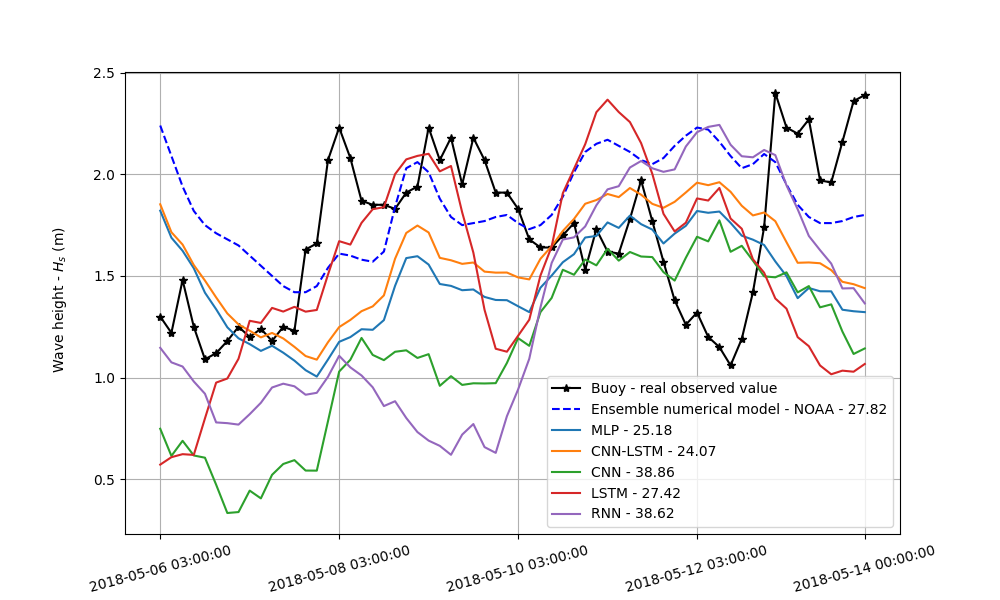 2.5
2.0
1.5
1.0
0.5
Wave height - H_s (m)
Buoy - real observed value
Ensemble numerical model - NOAA - 27.82
MLP - 25.18
CNN-LSTM - 24.07
CNN - 38.86
LSTM - 27.42
RNN - 38.62
2018-05-06 03:00:00
2018-05-08 03:00:00
2018-05-10 03:00:00
2018-05-12 03:00:00
2018-05-14 00:00:00